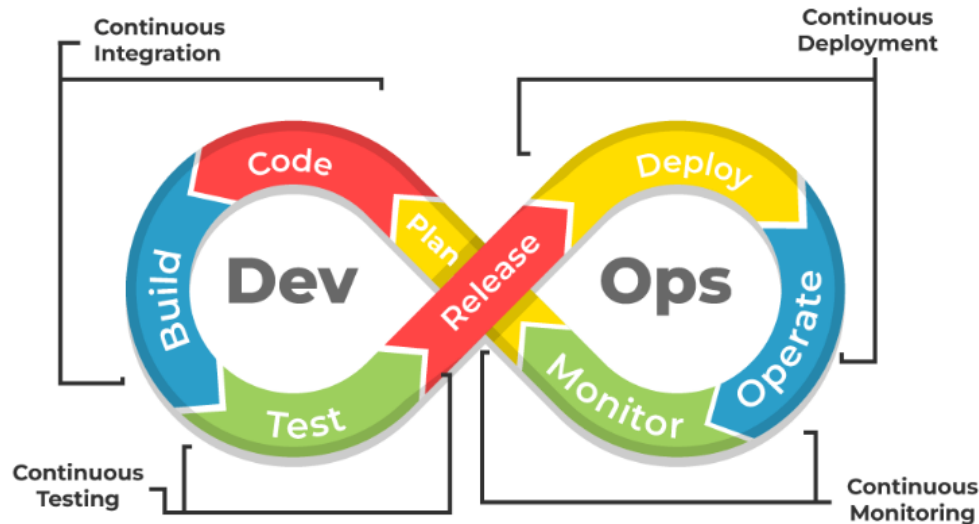 Continuous
Integration
Continuous
Deployment
Code
Deploy
Plan
Build
Dev
Release
Ops
Operate
Test
Monitor
Continuous
Testing
Continuous
Monitoring